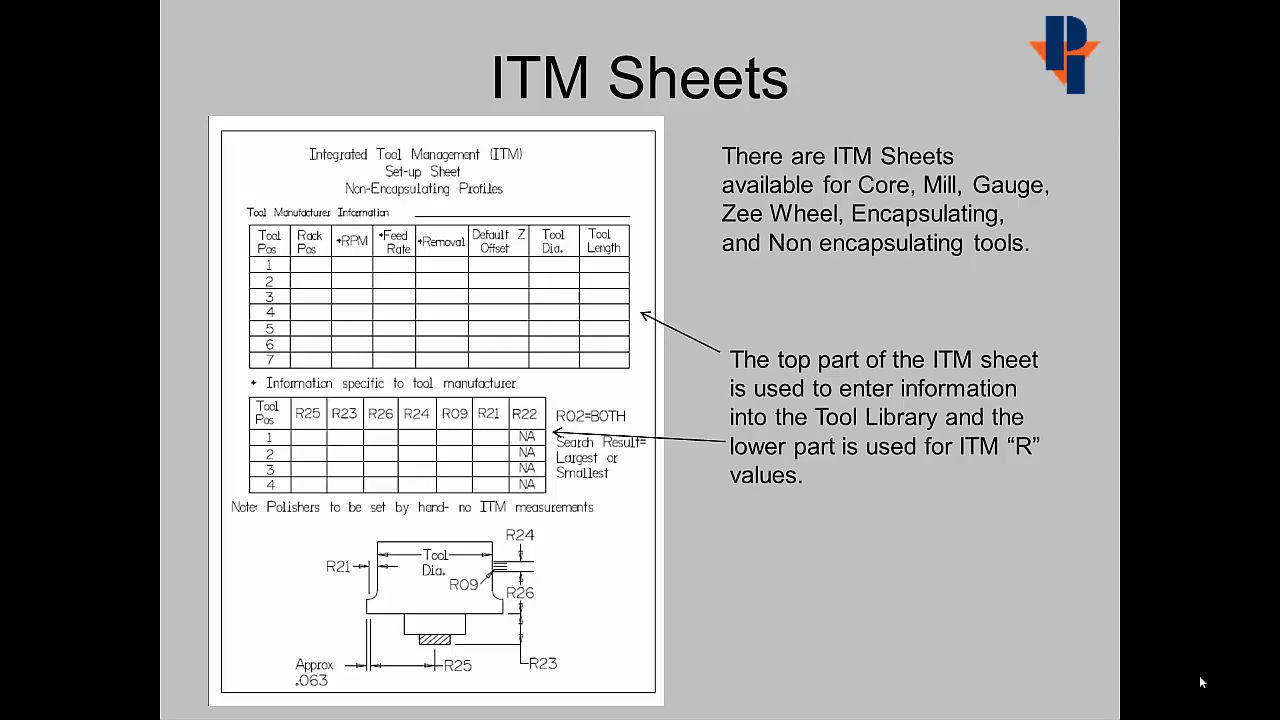 ITM Sheets
Integrated Tool Management (ITM)
Set-up Sheet
Non-Encapsulating Profiles
Tool Manufacturer Information
Tool Pos Rack Pos *RPM *Feed Rate *Removal Default Z Offset Tool Dia. Tool Length
1
2
3
4
5
6
7
* Information specific to tool manufacturer
Tool Pos R25 R23 R26 R24 R09 R21 R22
1 NA
2 NA
3 NA
4 NA
R02=BOTH
Search Result=
Largest or
Smallest
Note: Polishers to be set by hand- no ITM measurements
R24
Tool
Dia.
R21
R09
R26
R25
R23
Approx
.063
There are ITM Sheets
available for Core, Mill, Gauge,
Zee Wheel, Encapsulating,
and Non encapsulating tools.
The top part of the ITM sheet
is used to enter information
into the Tool Library and the
lower part is used for ITM “R”
values.